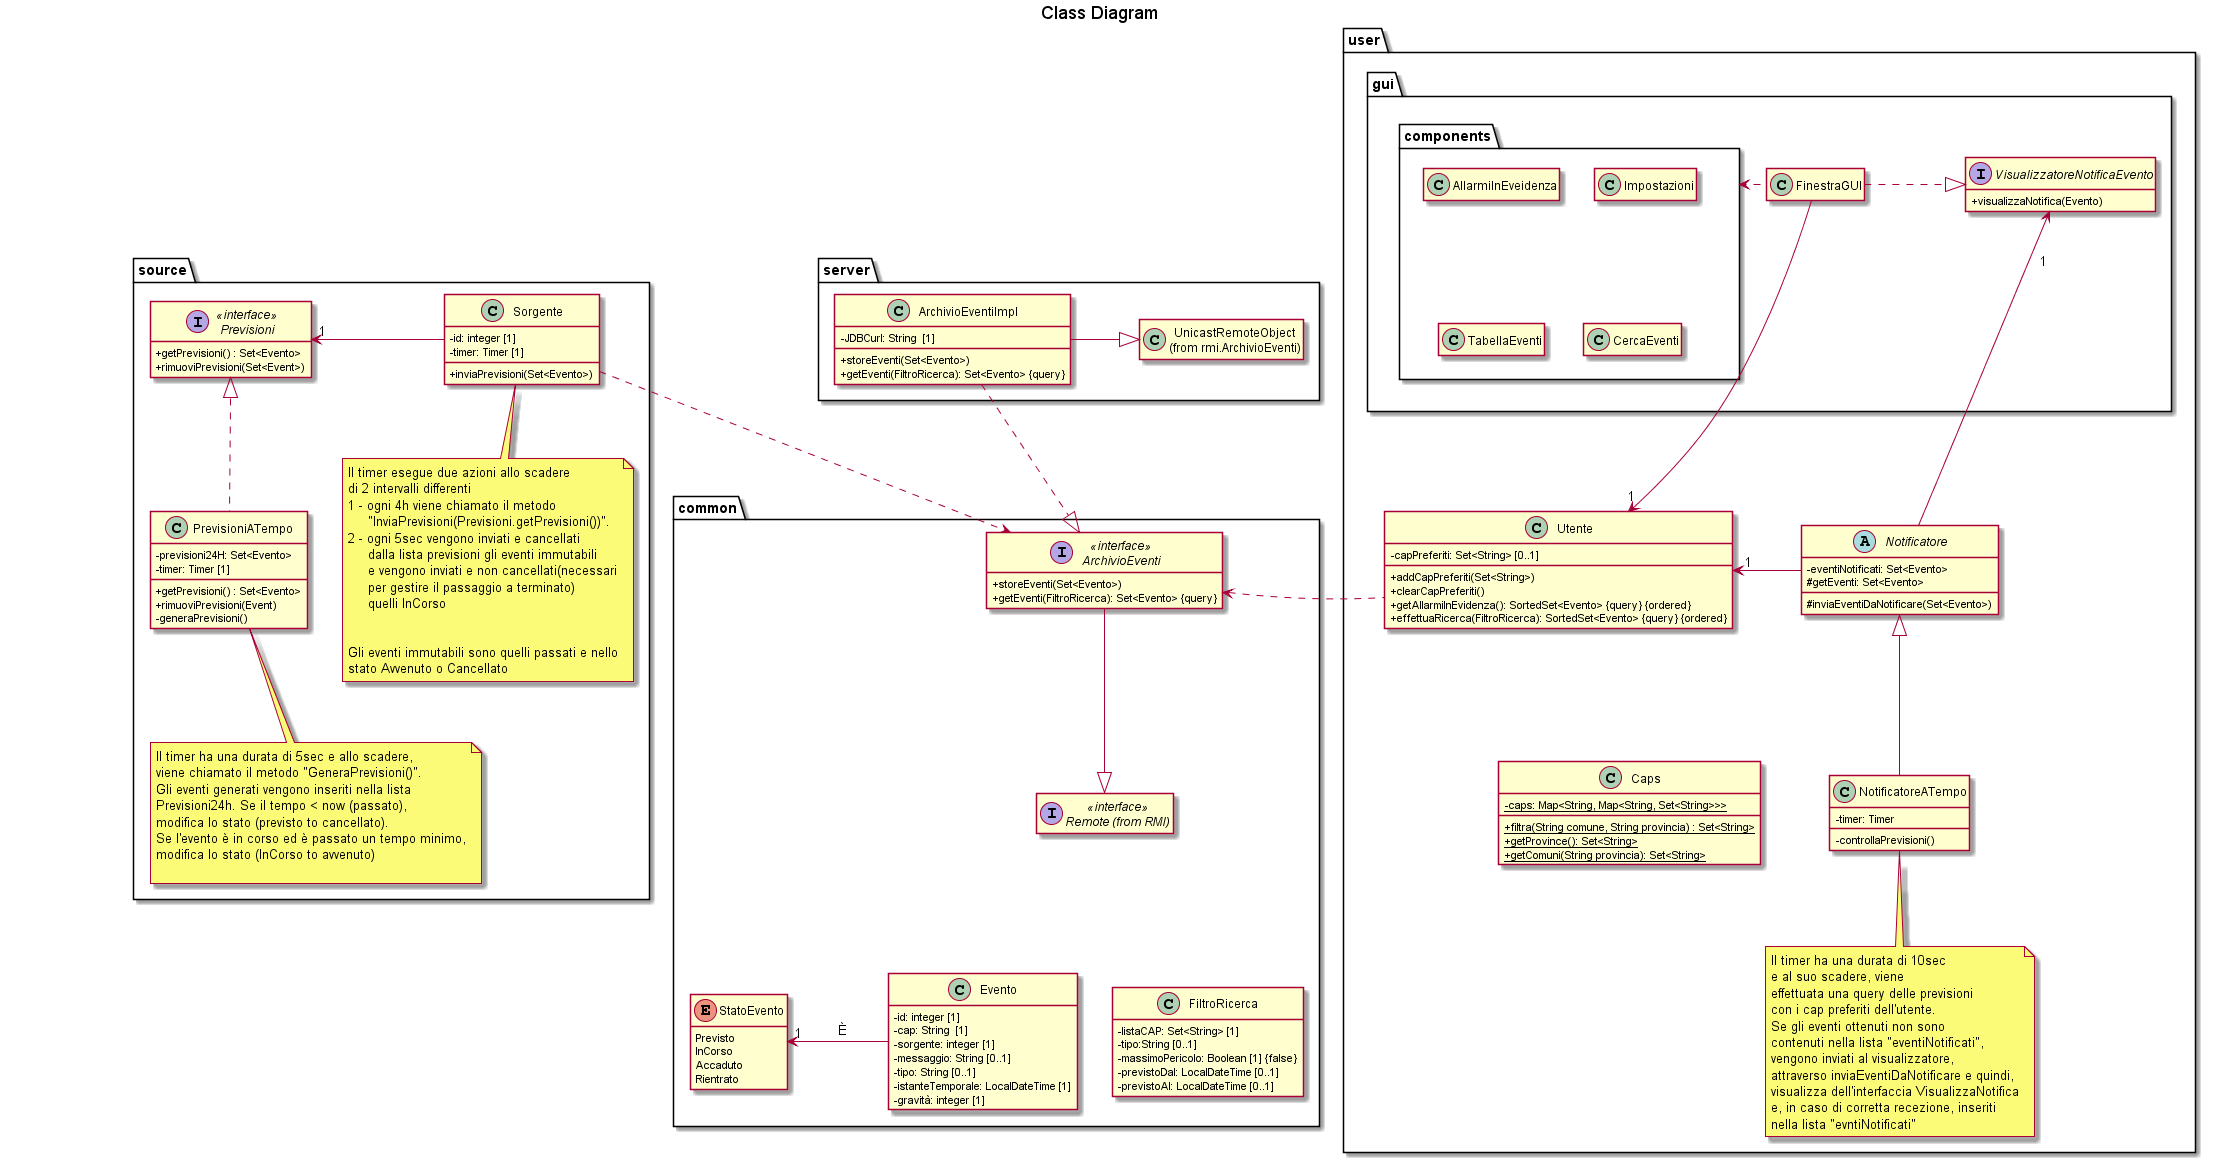 Class Diagram
user
gui
components
C AllarmiInEveidenza
C Impostazioni
C FinestraGUI
I VisualizzatoreNotificaEvento
+visualizzaNotifica(Evento)
1
C TabellaEventi
C CercaEventi
source
I «interface»
Previsioni
+getPrevisioni() : Set<Evento>
+rimuoviPrevisioni(Set<Event>)
1
C Sorgente
-id: integer [1]
-timer: Timer [1]
+inviaPrevisioni(Set<Evento>)
server
C ArchivioEventiImpl
-JDBCurl: String  [1]
+storeEventi(Set<Evento>)
+getEventi(FiltroRicerca): Set<Evento> {query}
C UnicastRemoteObject
(from rmi.ArchivioEventi)
Il timer esegue due azioni allo scadere
di 2 intervalli differenti
1 - ogni 4h viene chiamato il metodo
"InviaPrevisioni(Previsioni.getPrevisioni())".
2 - ogni 5sec vengono inviati e cancellati
dalla lista previsioni gli eventi immutabili
e vengono inviati e non cancellati(necessari
per gestire il passaggio a terminato)
quelli InCorso
Gli eventi immutabili sono quelli passati e nello
stato Avvenuto o Cancellato
C PrevisioniATempo
-previsioni24H: Set<Evento>
-timer: Timer [1]
+getPrevisioni() : Set<Evento>
+rimuoviPrevisioni(Event)
-generaPrevisioni()
Il timer ha una durata di 5sec e allo scadere,
viene chiamato il metodo "GeneraPrevisioni()".
Gli eventi generati vengono inseriti nella lista
Previsioni24h. Se il tempo < now (passato),
modifica lo stato (previsto to cancellato).
Se l'evento è in corso ed è passato un tempo minimo,
modifica lo stato (InCorso to avvenuto)
common
I «interface»
ArchivioEventi
+storeEventi(Set<Evento>)
+getEventi(FiltroRicerca): Set<Evento> {query}
I «interface»
Remote (from RMI)
E StatoEvento
Previsto
InCorso
Accaduto
Rientrato
1
È
C Evento
-id: integer [1]
-cap: String  [1]
-sorgente: integer [1]
-messaggio: String [0..1]
-tipo: String [0..1]
-istanteTemporale: LocalDateTime [1]
-gravità: integer [1]
C FiltroRicerca
-listaCAP: Set<String> [1]
-tipo:String [0..1]
-massimoPericolo: Boolean [1] {false}
-previstoDal: LocalDateTime [0..1]
-previstoAl: LocalDateTime [0..1]
1
C Utente
-capPreferiti: Set<String> [0..1]
+addCapPreferiti(Set<String>)
+clearCapPreferiti()
+getAllarmiInEvidenza(): SortedSet<Evento> {query} {ordered}
+effettuaRicerca(FiltroRicerca): SortedSet<Evento> {query} {ordered}
1
A Notificatore
-eventiNotificati: Set<Evento>
#getEventi: Set<Evento>
#inviaEventiDaNotificare(Set<Evento>)
C Caps
-caps: Map<String, Map<String, Set<String>>>
+filtra(String comune, String provincia) : Set<String>
+getProvince(): Set<String>
+getComuni(String provincia): Set<String>
C NotificatoreATempo
-timer: Timer
-controllaPrevisioni()
Il timer ha una durata di 10sec
e al suo scadere, viene
effettuata una query delle previsioni
con i cap preferiti dell'utente.
Se gli eventi ottenuti non sono
contenuti nella lista "eventiNotificati",
vengono inviati al visualizzatore,
attraverso inviaEventiDaNotificare e quindi,
visualizza dell'interfaccia VisualizzaNotifica
e, in caso di corretta recezione, inseriti
nella lista "evntiNotificati"